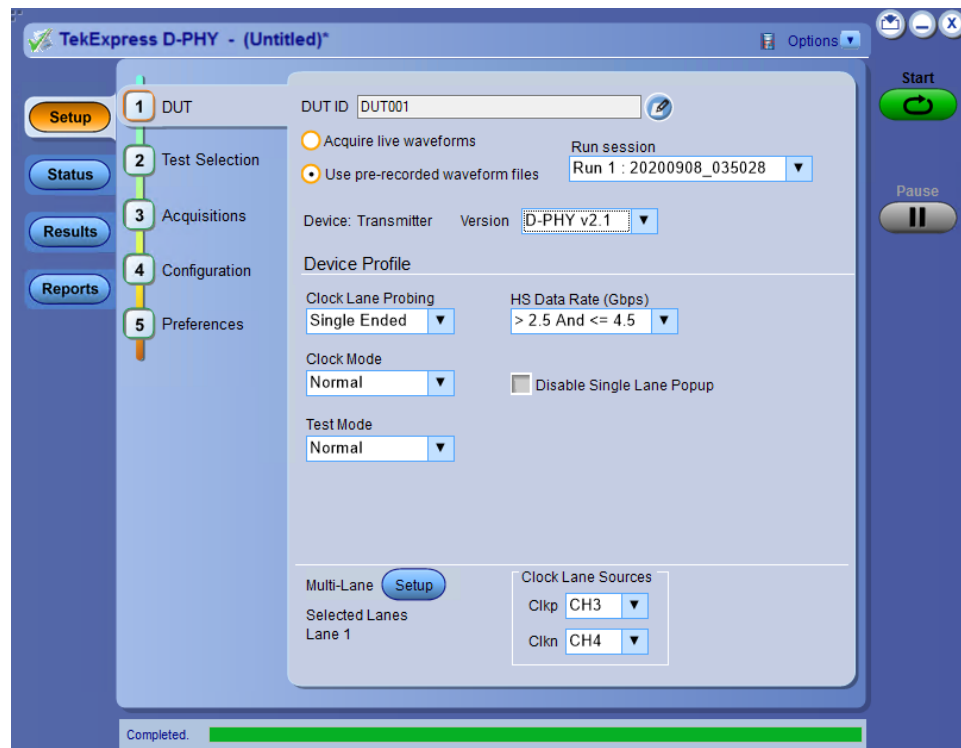 TekExpress D-PHY - (Untitled)*
Options
Start
Pause
Setup
Status
Results
Reports
1 DUT
2 Test Selection
3 Acquisitions
4 Configuration
5 Preferences
DUT ID DUT001
Acquire live waveforms
Use pre-recorded waveform files
Run session
Run 1 : 20200908_035028
Device: Transmitter Version D-PHY v2.1
Device Profile
Clock Lane Probing
Single Ended
HS Data Rate (Gbps)
> 2.5 And <= 4.5
Clock Mode
Normal
Disable Single Lane Popup
Test Mode
Normal
Multi-Lane Setup
Selected Lanes
Lane 1
Clock Lane Sources
Clkp CH3
Clkn CH4
Completed.